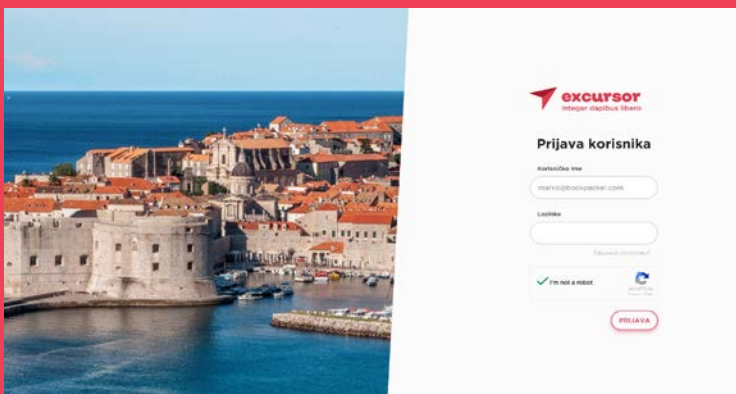 excursor
Integer dapibus libero
Prijava korisnika
Korisničko ime
marko@bookpacker.com
Lozinka
I'm not a robot
PRIJAVA